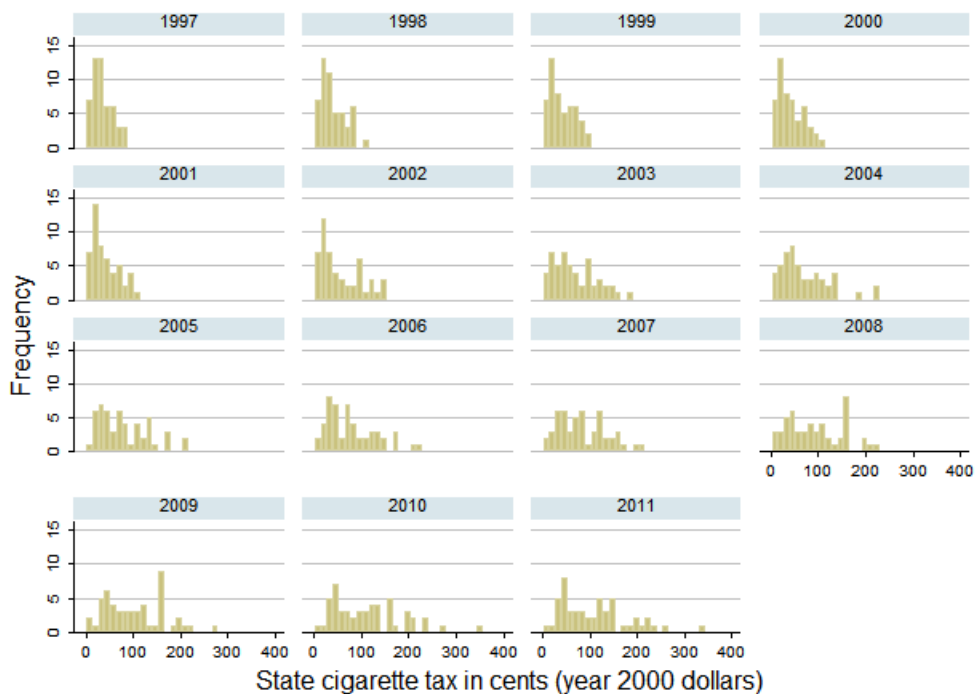 1997 1998 1999 2000
0 5 10 15
2001 2002 2003 2004
0 5 10 15
Frequency
2005 2006 2007 2008
0 5 10 15
0 100 200 300 400
2009 2010 2011
0 5 10 15
0 100 200 300 400 0 100 200 300 400 0 100 200 300 400
State cigarette tax in cents (year 2000 dollars)